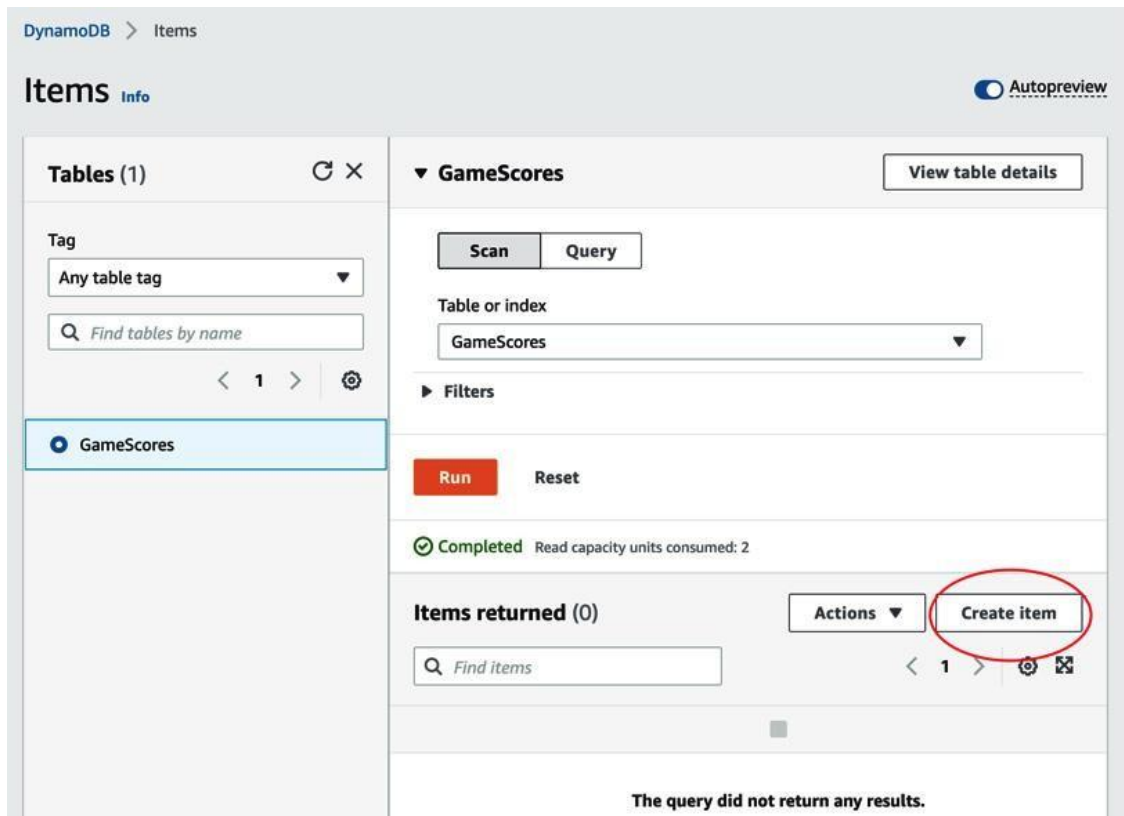 DynamoDB > Items
Items Info
Autopreview
Tables (1)
Tag
Any table tag
Find tables by name
< 1 >
GameScores
GameScores
View table details
Scan Query
Table or index
GameScores
Filters
Run Reset
Completed Read capacity units consumed: 2
Items returned (0)
Actions
Create item
Find items
< 1 >
The query did not return any results.